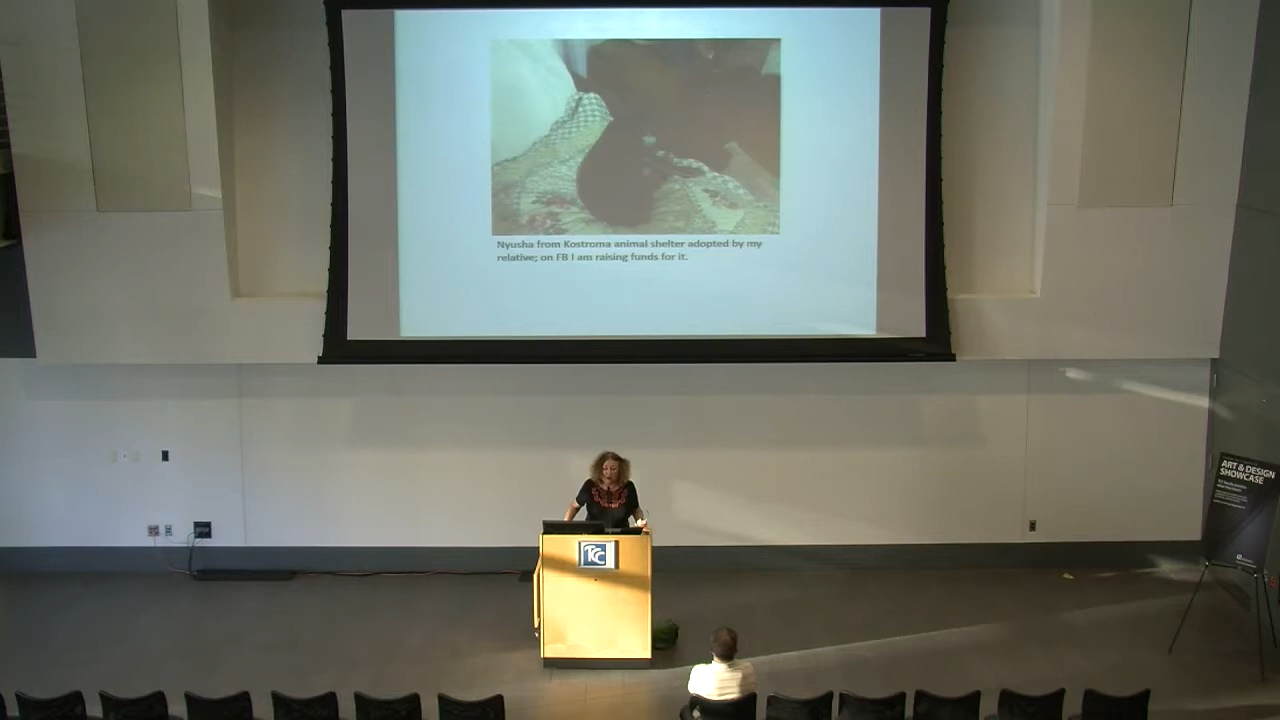 Nyusha from Kostroma animal shelter adopted by my
relative; on FB I am raising funds for it.
TCC
ART & DESIGN
SHOWCASE